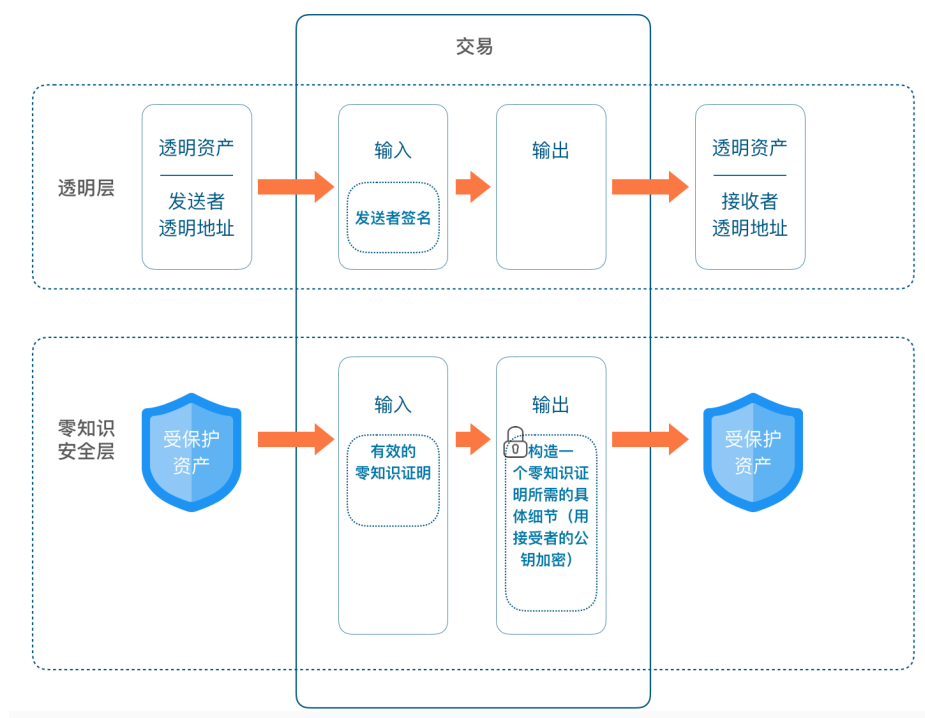 交易
透明层
透明资产
发送者
透明地址
输入
发送者签名
输出
透明资产
接收者
透明地址
零知识
安全层
受保护
资产
输入
有效的
零知识证明
输出
构造一
个零知识证
明所需的具
体细节（用
接受者的公
钥加密）
受保护
资产